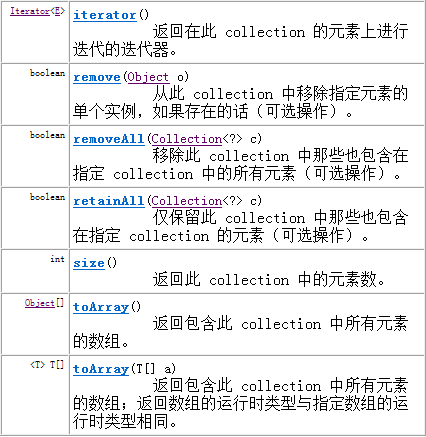 Iterator<E> iterator()
返回在此 collection 的元素上进行
迭代的迭代器。
boolean remove(Object o)
从此 collection 中移除指定元素的
单个实例，如果存在的话（可选操作）。
boolean removeAll(Collection<?> c)
移除此 collection 中那些也包含在
指定 collection 中的所有元素（可选操作）。
boolean retainAll(Collection<?> c)
仅保留此 collection 中那些也包含
在指定 collection 的元素（可选操作）。
int size()
返回此 collection 中的元素数。
Object[] toArray()
返回包含此 collection 中所有元素
的数组。
<T> T[] toArray(T[] a)
返回包含此 collection 中所有元素
的数组；返回数组的运行时类型与指定数组的运
行时类型相同。